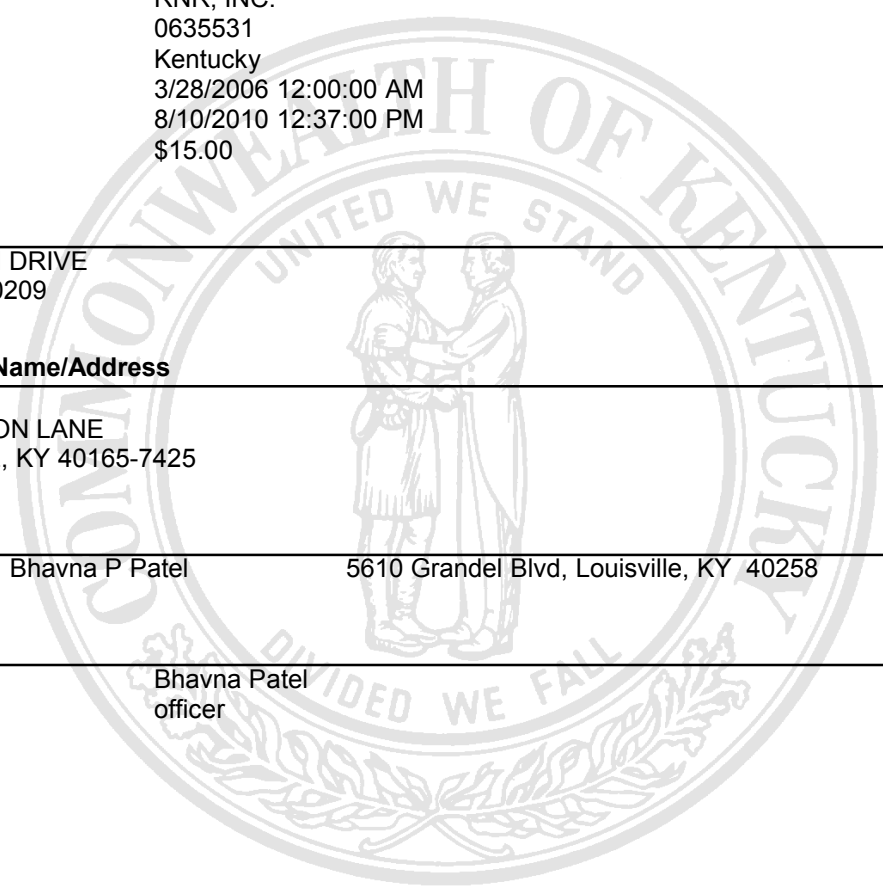 RNR, INC.
0635531
Kentucky
3/28/2006 12:00:00 AM
8/10/2010 12:37:00 PM
$15.00
DRIVE
0209
Name/Address
ON LANE
, KY 40165-7425
Bhavna P Patel 5610 Grandel Blvd, Louisville, KY 40258
Bhavna Patel
officer
COMMONWEALTH OF KENTUCKY
UNITED WE STAND
DIVIDED WE FALL